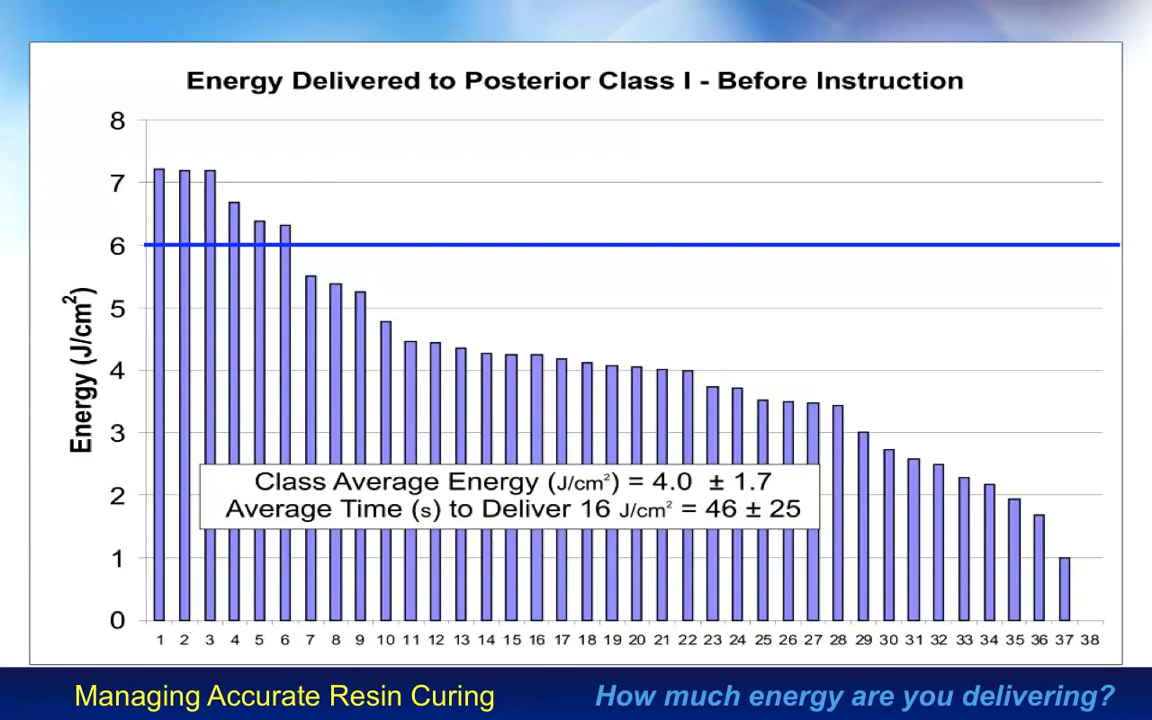 Energy Delivered to Posterior Class I - Before Instruction
8
7
6
5
4
3
2
1
0
Energy (J/cm²)
Class Average Energy (J/cm²) = 4.0 ± 1.7
Average Time (s) to Deliver 16 J/cm² = 46 ± 25
1 2 3 4 5 6 7 8 9 10 11 12 13 14 15 16 17 18 19 20 21 22 23 24 25 26 27 28 29 30 31 32 33 34 35 36 37 38
Managing Accurate Resin Curing
How much energy are you delivering?